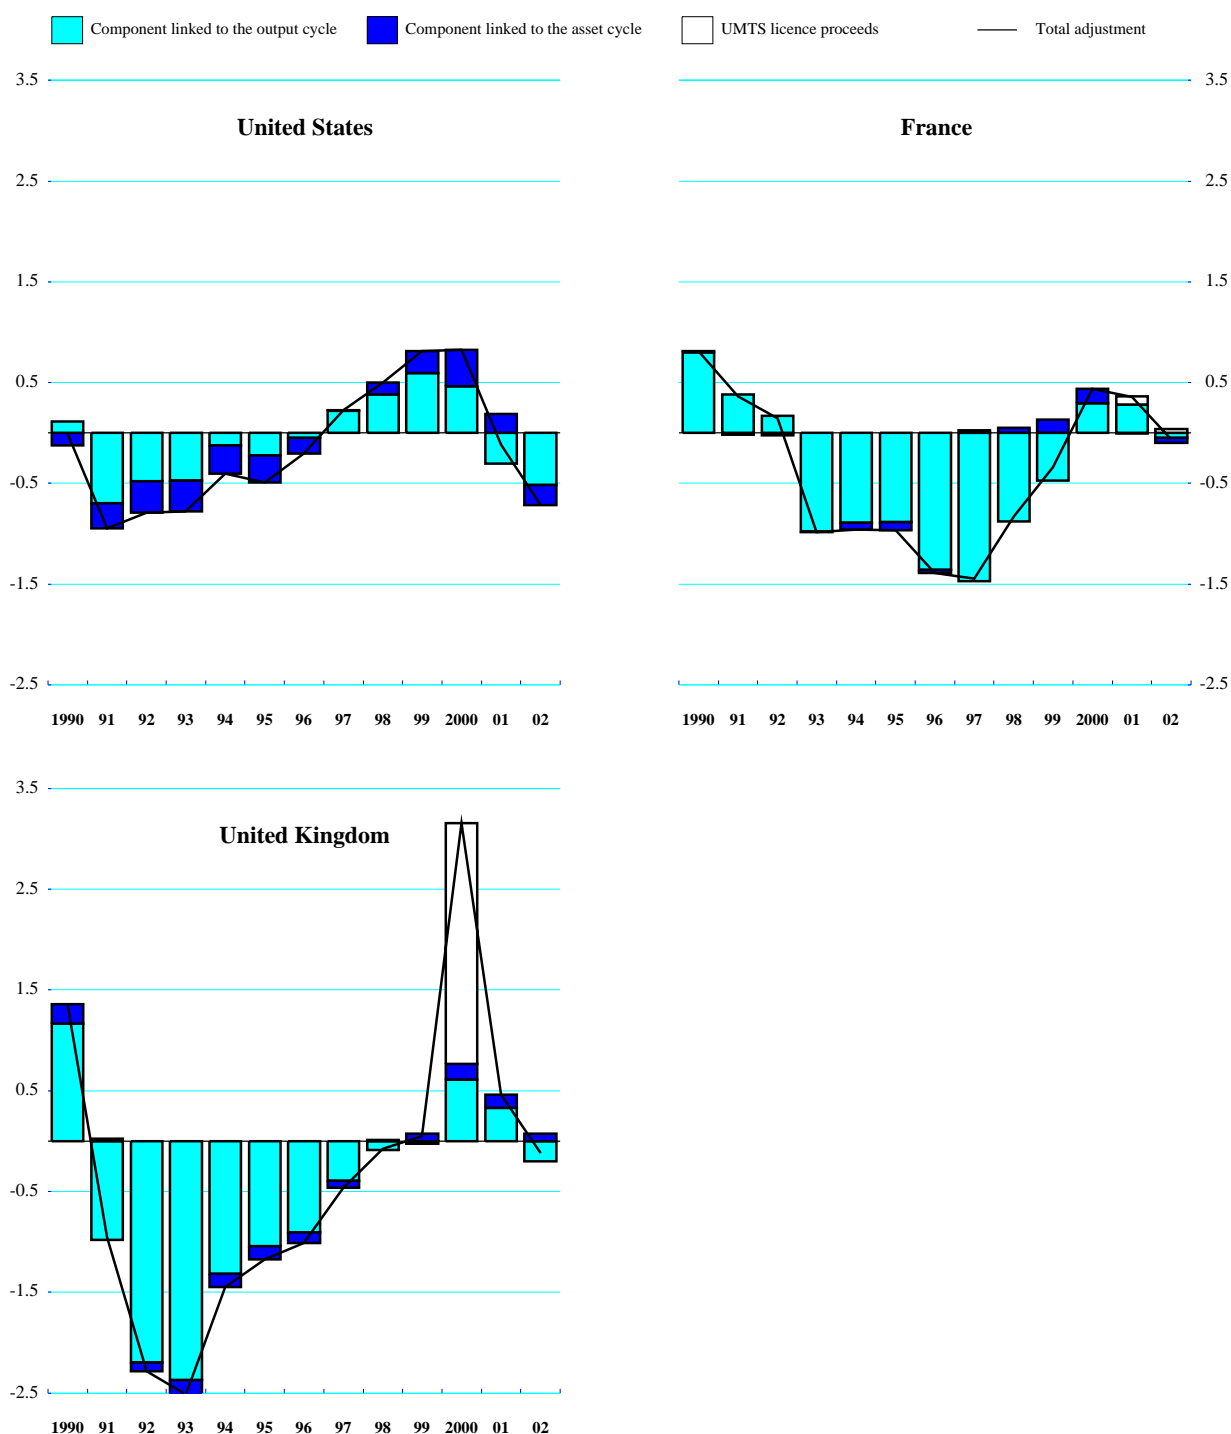 Component linked to the output cycle Component linked to the asset cycle UMTS licence proceeds Total adjustment
3.5 3.5
United States France
2.5 2.5
1.5 1.5
0.5 0.5
-0.5 -0.5
-1.5 -1.5
-2.5 -2.5
1990 91 92 93 94 95 96 97 98 99 2000 01 02 1990 91 92 93 94 95 96 97 98 99 2000 01 02
3.5
United Kingdom
2.5
1.5
0.5
-0.5
-1.5
-2.5
1990 91 92 93 94 95 96 97 98 99 2000 01 02